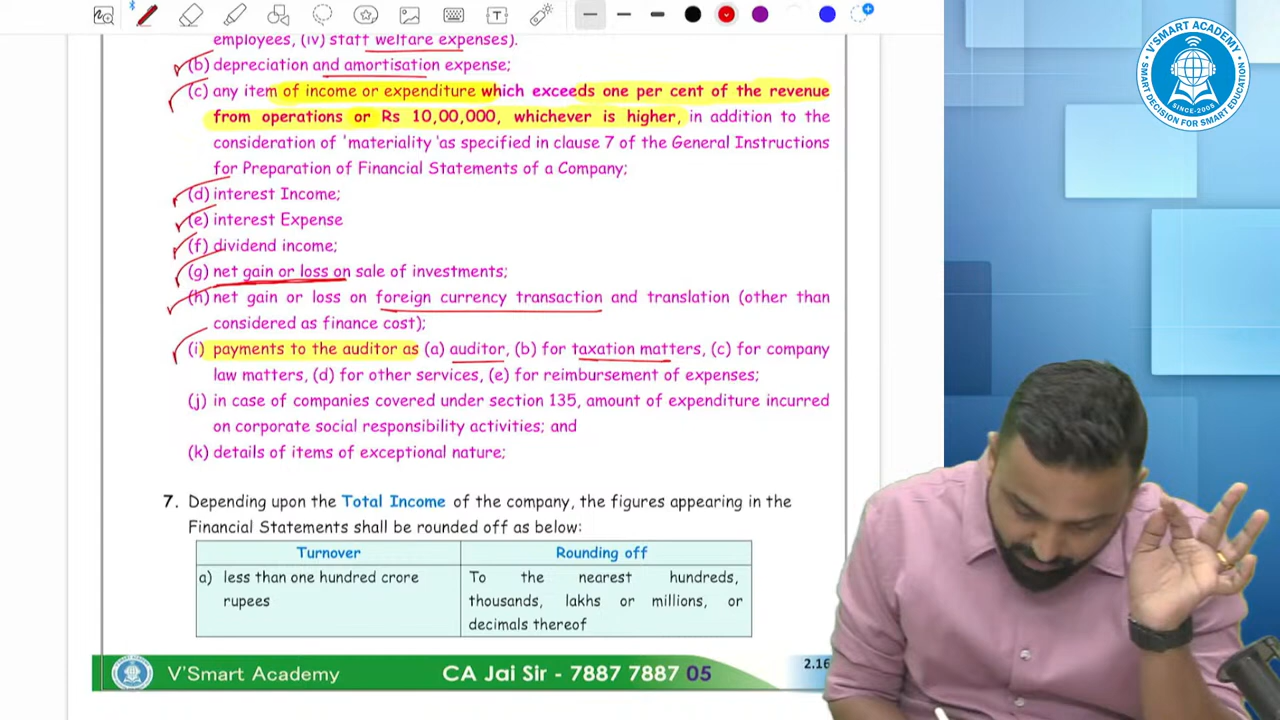 employees, (iv) staff welfare expenses).
(b) depreciation and amortisation expense;
(c) any item of income or expenditure which exceeds one per cent of the revenue
from operations or Rs 10,00,000, whichever is higher, in addition to the
consideration of 'materiality 'as specified in clause 7 of the General Instructions
for Preparation of Financial Statements of a Company;
(d) interest Income;
(e) interest Expense
(f) dividend income;
(g) net gain or loss on sale of investments;
(h) net gain or loss on foreign currency transaction and translation (other than
considered as finance cost);
(i) payments to the auditor as (a) auditor, (b) for taxation matters, (c) for company
law matters, (d) for other services, (e) for reimbursement of expenses;
(j) in case of companies covered under section 135, amount of expenditure incurred
on corporate social responsibility activities; and
(k) details of items of exceptional nature;
7. Depending upon the Total Income of the company, the figures appearing in the
Financial Statements shall be rounded off as below:
Turnover
Rounding off
a) less than one hundred crore
rupees
To the nearest hundreds,
thousands, lakhs or millions, or
decimals thereof
V'Smart Academy
CA Jai Sir - 7887 7887 05
2.16
V'SMART ACADEMY
SINCE-2005
SMART DECISION FOR SMART EDUCATION